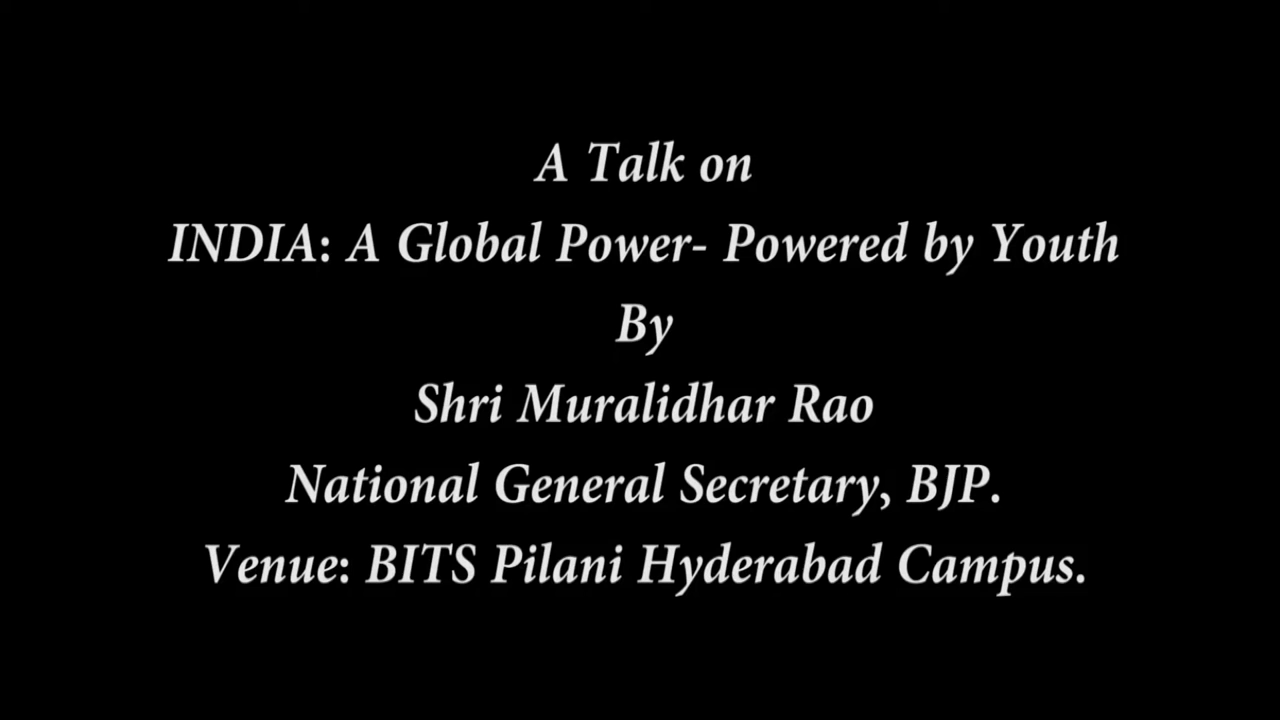 A Talk on
INDIA: A Global Power- Powered by Youth
By
Shri Muralidhar Rao
National General Secretary, BJP.
Venue: BITS Pilani Hyderabad Campus.